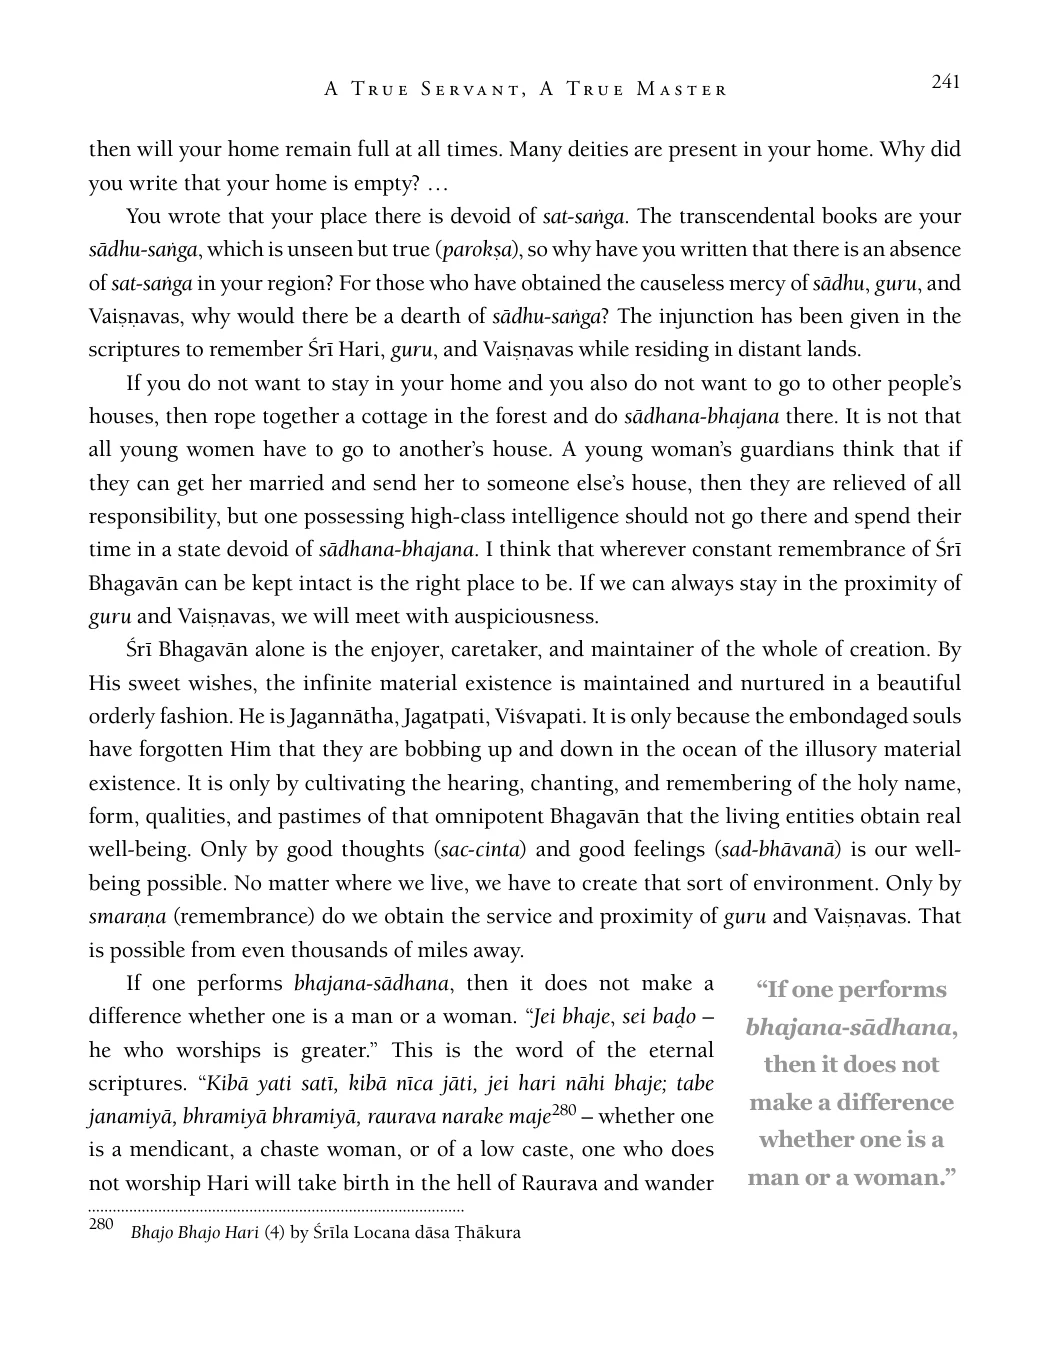 A True Servant, A True Master 241
then will your home remain full at all times. Many deities are present in your home. Why did
you write that your home is empty? …
You wrote that your place there is devoid of sat-saṅga. The transcendental books are your
sādhu-saṅga, which is unseen but true (parokṣa), so why have you written that there is an absence
of sat-saṅga in your region? For those who have obtained the causeless mercy of sādhu, guru, and
Vaiṣṇavas, why would there be a dearth of sādhu-saṅga? The injunction has been given in the
scriptures to remember Śrī Hari, guru, and Vaiṣṇavas while residing in distant lands.
If you do not want to stay in your home and you also do not want to go to other people’s
houses, then rope together a cottage in the forest and do sādhana-bhajana there. It is not that
all young women have to go to another’s house. A young woman’s guardians think that if
they can get her married and send her to someone else’s house, then they are relieved of all
responsibility, but one possessing high-class intelligence should not go there and spend their
time in a state devoid of sādhana-bhajana. I think that wherever constant remembrance of Śrī
Bhagavān can be kept intact is the right place to be. If we can always stay in the proximity of
guru and Vaiṣṇavas, we will meet with auspiciousness.
Śrī Bhagavān alone is the enjoyer, caretaker, and maintainer of the whole of creation. By
His sweet wishes, the infinite material existence is maintained and nurtured in a beautiful
orderly fashion. He is Jagannātha, Jagatpati, Viśvapati. It is only because the embondaged souls
have forgotten Him that they are bobbing up and down in the ocean of the illusory material
existence. It is only by cultivating the hearing, chanting, and remembering of the holy name,
form, qualities, and pastimes of that omnipotent Bhagavān that the living entities obtain real
well-being. Only by good thoughts (sac-cinta) and good feelings (sad-bhāvanā) is our well-
being possible. No matter where we live, we have to create that sort of environment. Only by
smaraṇa (remembrance) do we obtain the service and proximity of guru and Vaiṣṇavas. That
is possible from even thousands of miles away.
If one performs bhajana-sādhana, then it does not make a
difference whether one is a man or a woman. “Jei bhaje, sei baḓo –
he who worships is greater.” This is the word of the eternal
scriptures. “Kibā yati satī, kibā nīca jāti, jei hari nāhi bhaje; tabe
janamiyā, bhramiyā bhramiyā, raurava narake maje280 – whether one
is a mendicant, a chaste woman, or of a low caste, one who does
not worship Hari will take birth in the hell of Raurava and wander
“If one performs
bhajana-sādhana,
then it does not
make a difference
whether one is a
man or a woman.”
280 Bhajo Bhajo Hari (4) by Śrīla Locana dāsa Ṭhākura